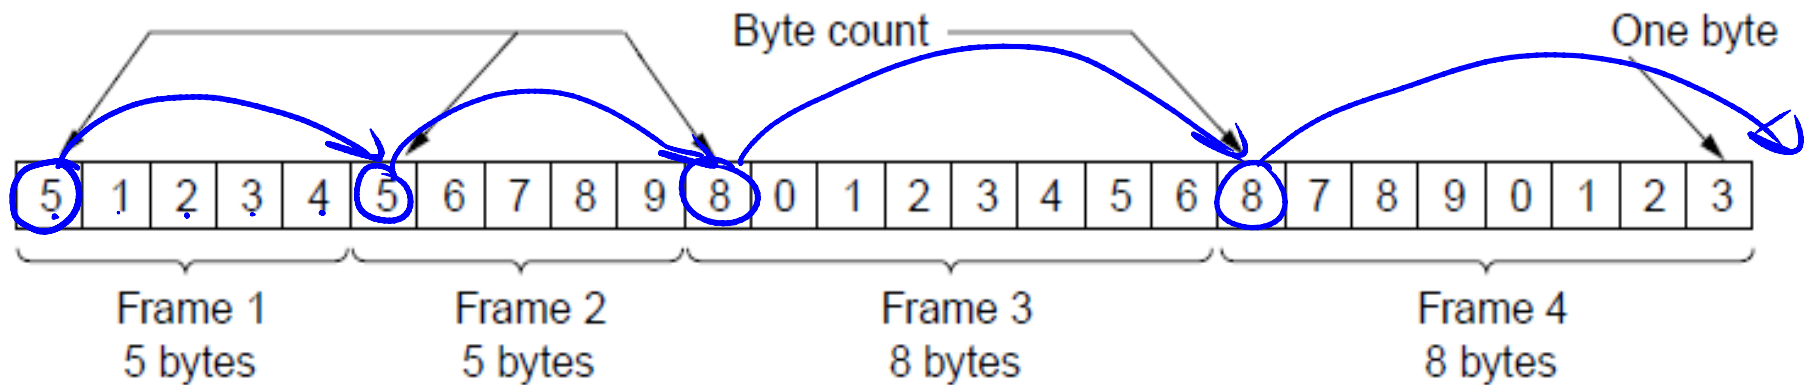 Byte count One byte
5 1 2 3 4 5 6 7 8 9 8 0 1 2 3 4 5 6 8 7 8 9 0 1 2 3
Frame 1 Frame 2 Frame 3 Frame 4
5 bytes 5 bytes 8 bytes 8 bytes